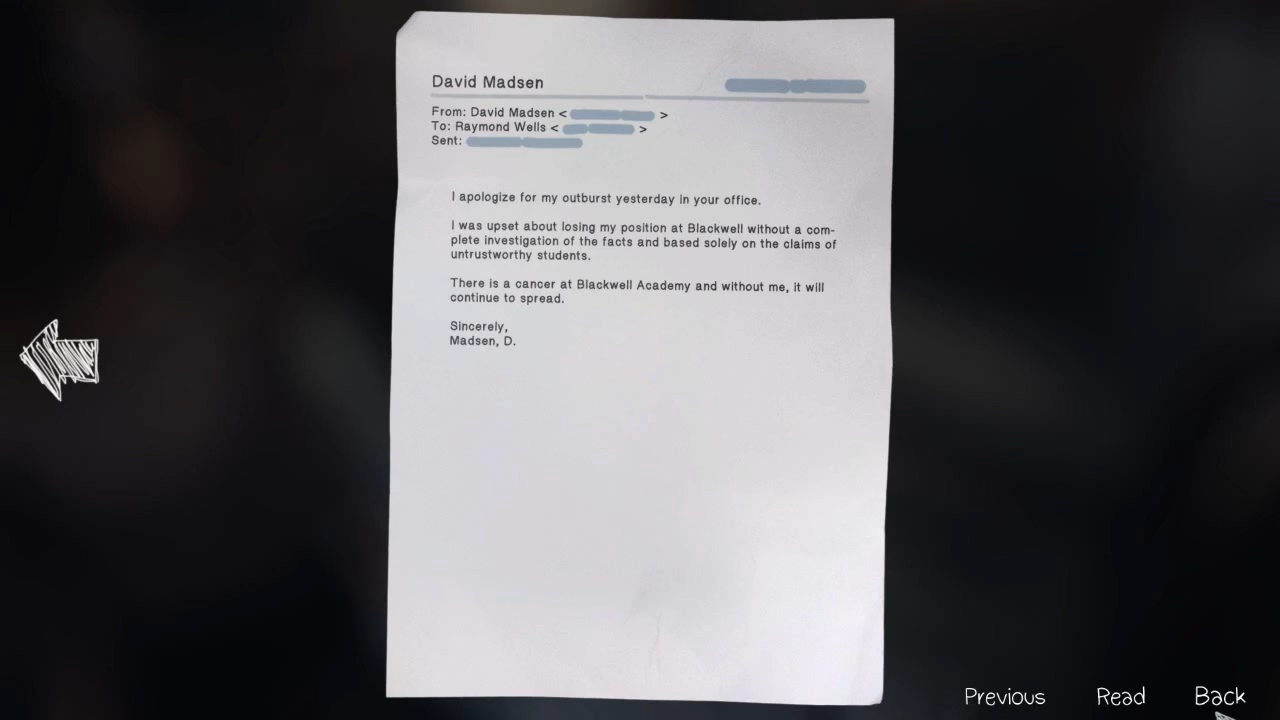 David Madsen
From: David Madsen < >
To: Raymond Wells < >
Sent:
I apologize for my outburst yesterday in your office.
I was upset about losing my position at Blackwell without a com-
plete investigation of the facts and based solely on the claims of
untrustworthy students.
There is a cancer at Blackwell Academy and without me, it will
continue to spread.
Sincerely,
Madsen, D.
Previous Read Back